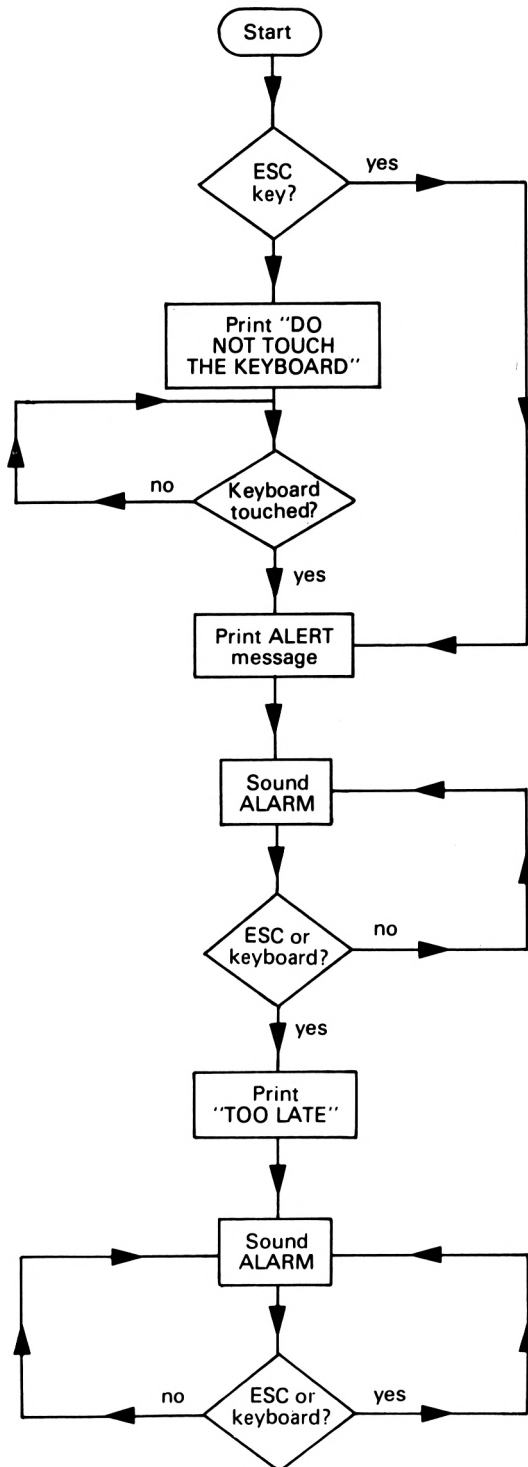 Start
ESC
key?
yes
Print "DO
NOT TOUCH
THE KEYBOARD"
no
Keyboard
touched?
yes
Print ALERT
message
Sound
ALARM
ESC or
keyboard?
no
yes
Print
"TOO LATE"
Sound
ALARM
no
ESC or
keyboard?
yes